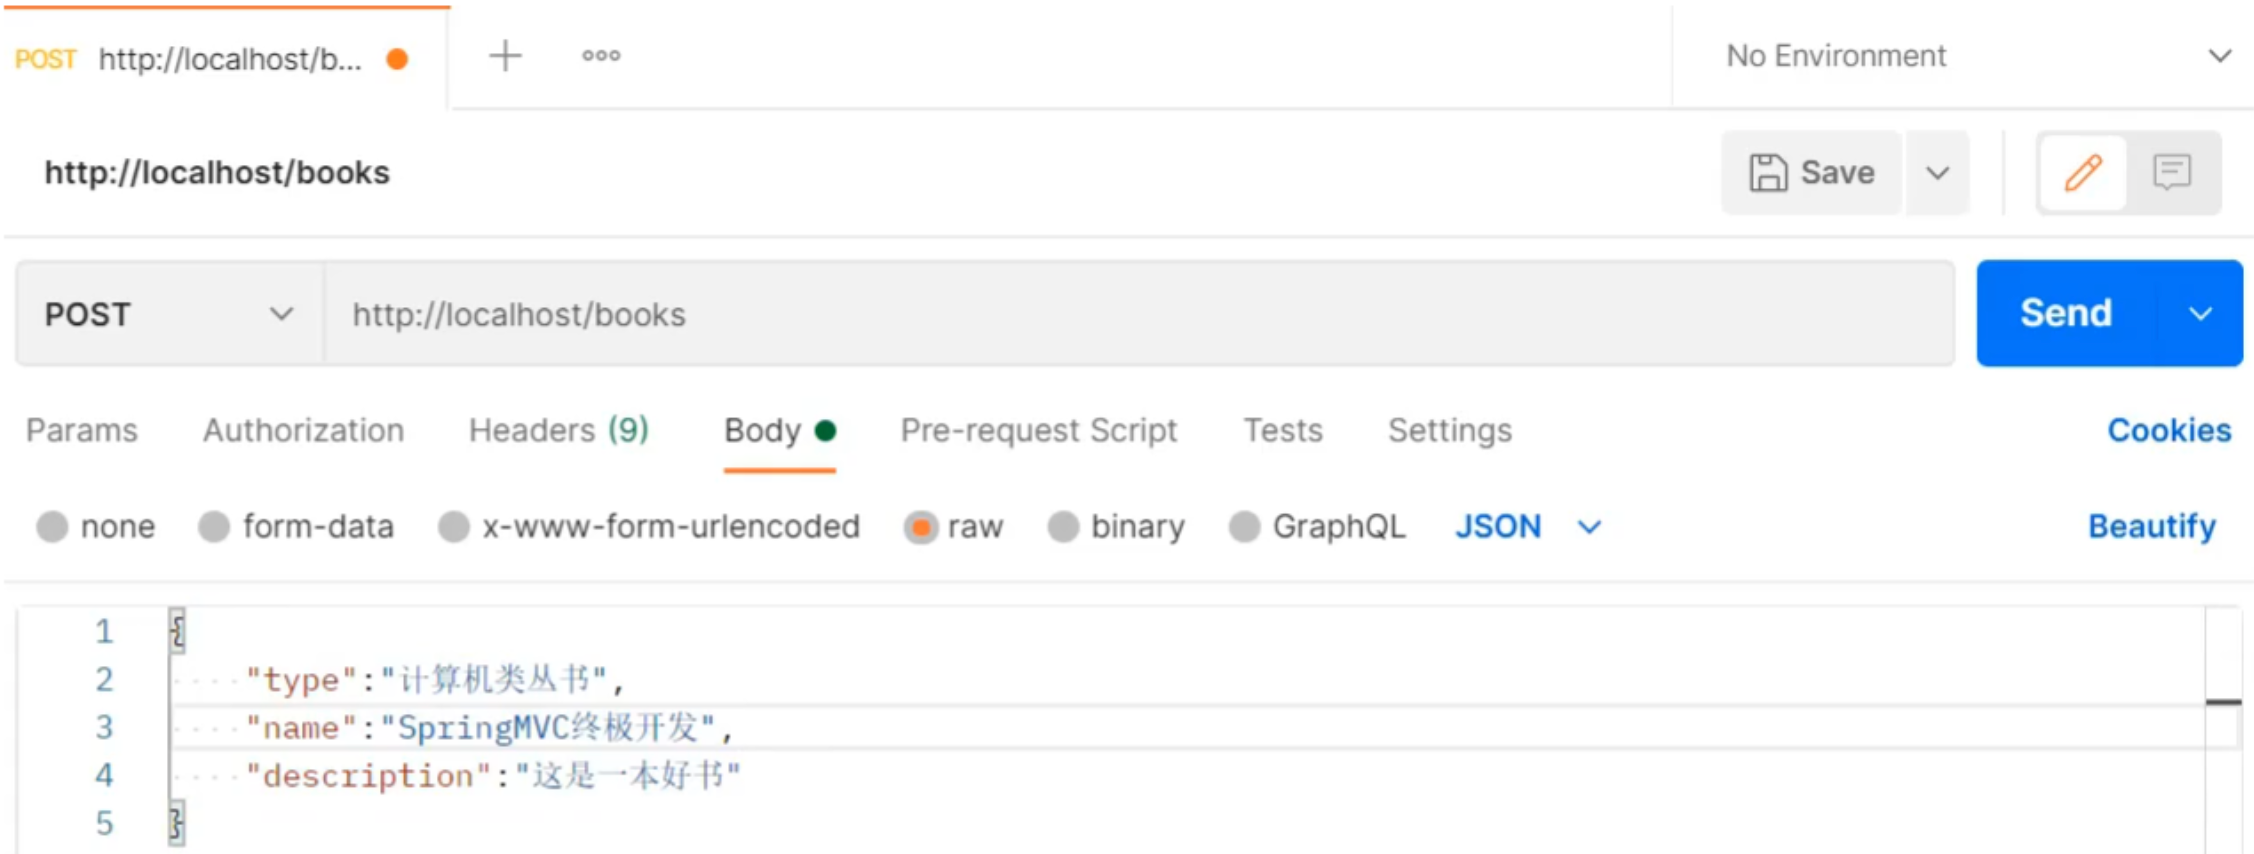 POST http://localhost/b... No Environment
http://localhost/books Save
POST http://localhost/books Send
Params Authorization Headers (9) Body Pre-request Script Tests Settings Cookies
none form-data x-www-form-urlencoded raw binary GraphQL JSON Beautify
1 {
2 "type":"计算机类丛书",
3 "name":"SpringMVC终极开发",
4 "description":"这是一本好书"
5 }